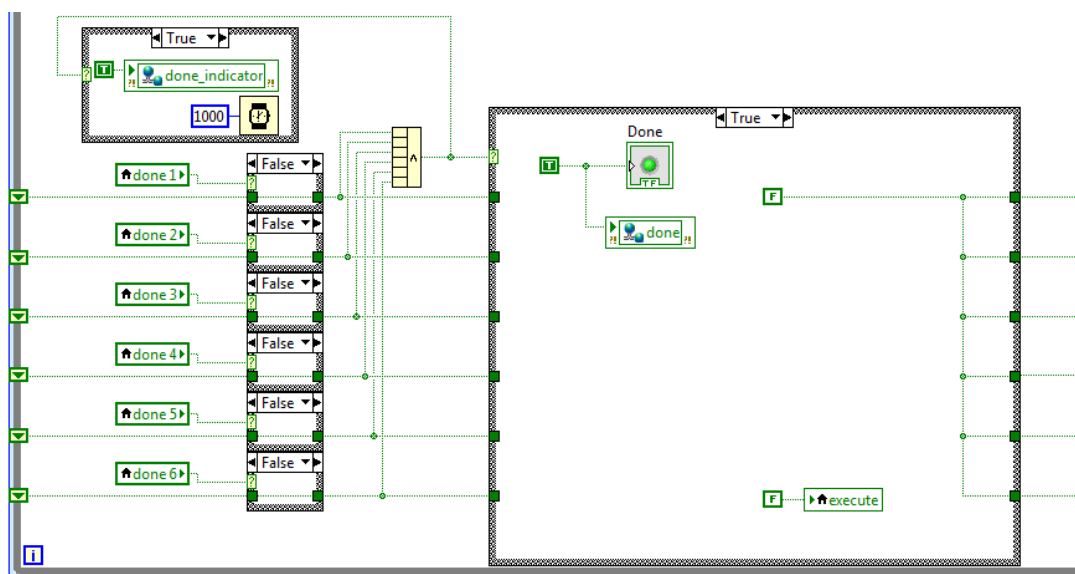 True
? T ?! done_indicator ?!
1000
True
Done
False
done 1
?
T
TF
?
F
?! done ?!
False
done 2
?
False
done 3
?
False
done 4
?
False
done 5
?
False
done 6
?
F execute
i